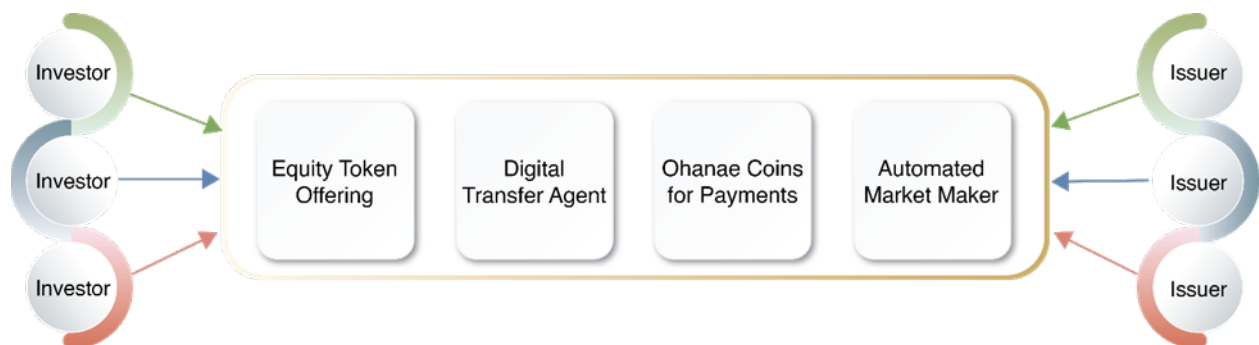 Investor
Investor
Investor
Equity Token
Offering
Digital
Transfer Agent
Ohanae Coins
for Payments
Automated
Market Maker
Issuer
Issuer
Issuer